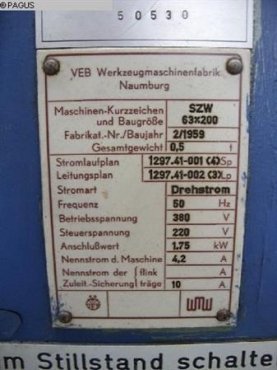 ©PAGUS
50530
VEB Werkzeugmaschinenfabrik
Naumburg
Maschinen-Kurzzeichen SZW
und Baugröße 63×200
Fabrikat.-Nr./Baujahr 2/1959
Gesamtgewicht 0,5 t
Stromlaufplan 1297.41-001 (4)Sp
Leitungsplan 1297.41-002 (3)Lp
Stromart Drehstrom
Frequenz 50 Hz
Betriebsspannung 380 V
Steuerspannung 220 V
Anschlußwert 1,75 kW
Nennstrom d. Maschine 4,2 A
Nennstrom der flink A
Zuleit.-Sicherung träge 10 A
WMW
m Stillstand schalte